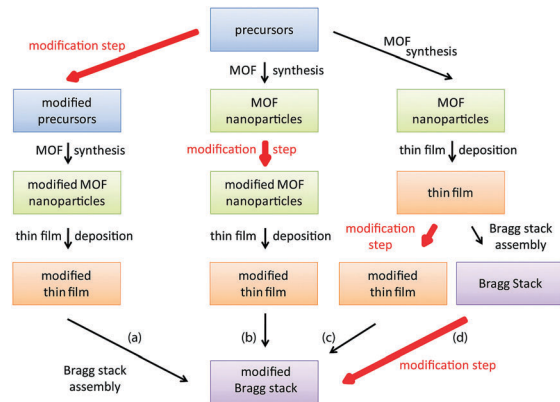 precursors
modification step
MOF synthesis
MOF
synthesis
modified
precursors
MOF
nanoparticles
MOF
nanoparticles
MOF synthesis
modification step
thin film deposition
modified MOF
nanoparticles
modified MOF
nanoparticles
thin film
thin film deposition
thin film deposition
modification
step
Bragg stack
assembly
modified
thin film
modified
thin film
modified
thin film
Bragg Stack
(a)
(b)
(c)
(d)
Bragg stack
assembly
modified
Bragg stack
modification step